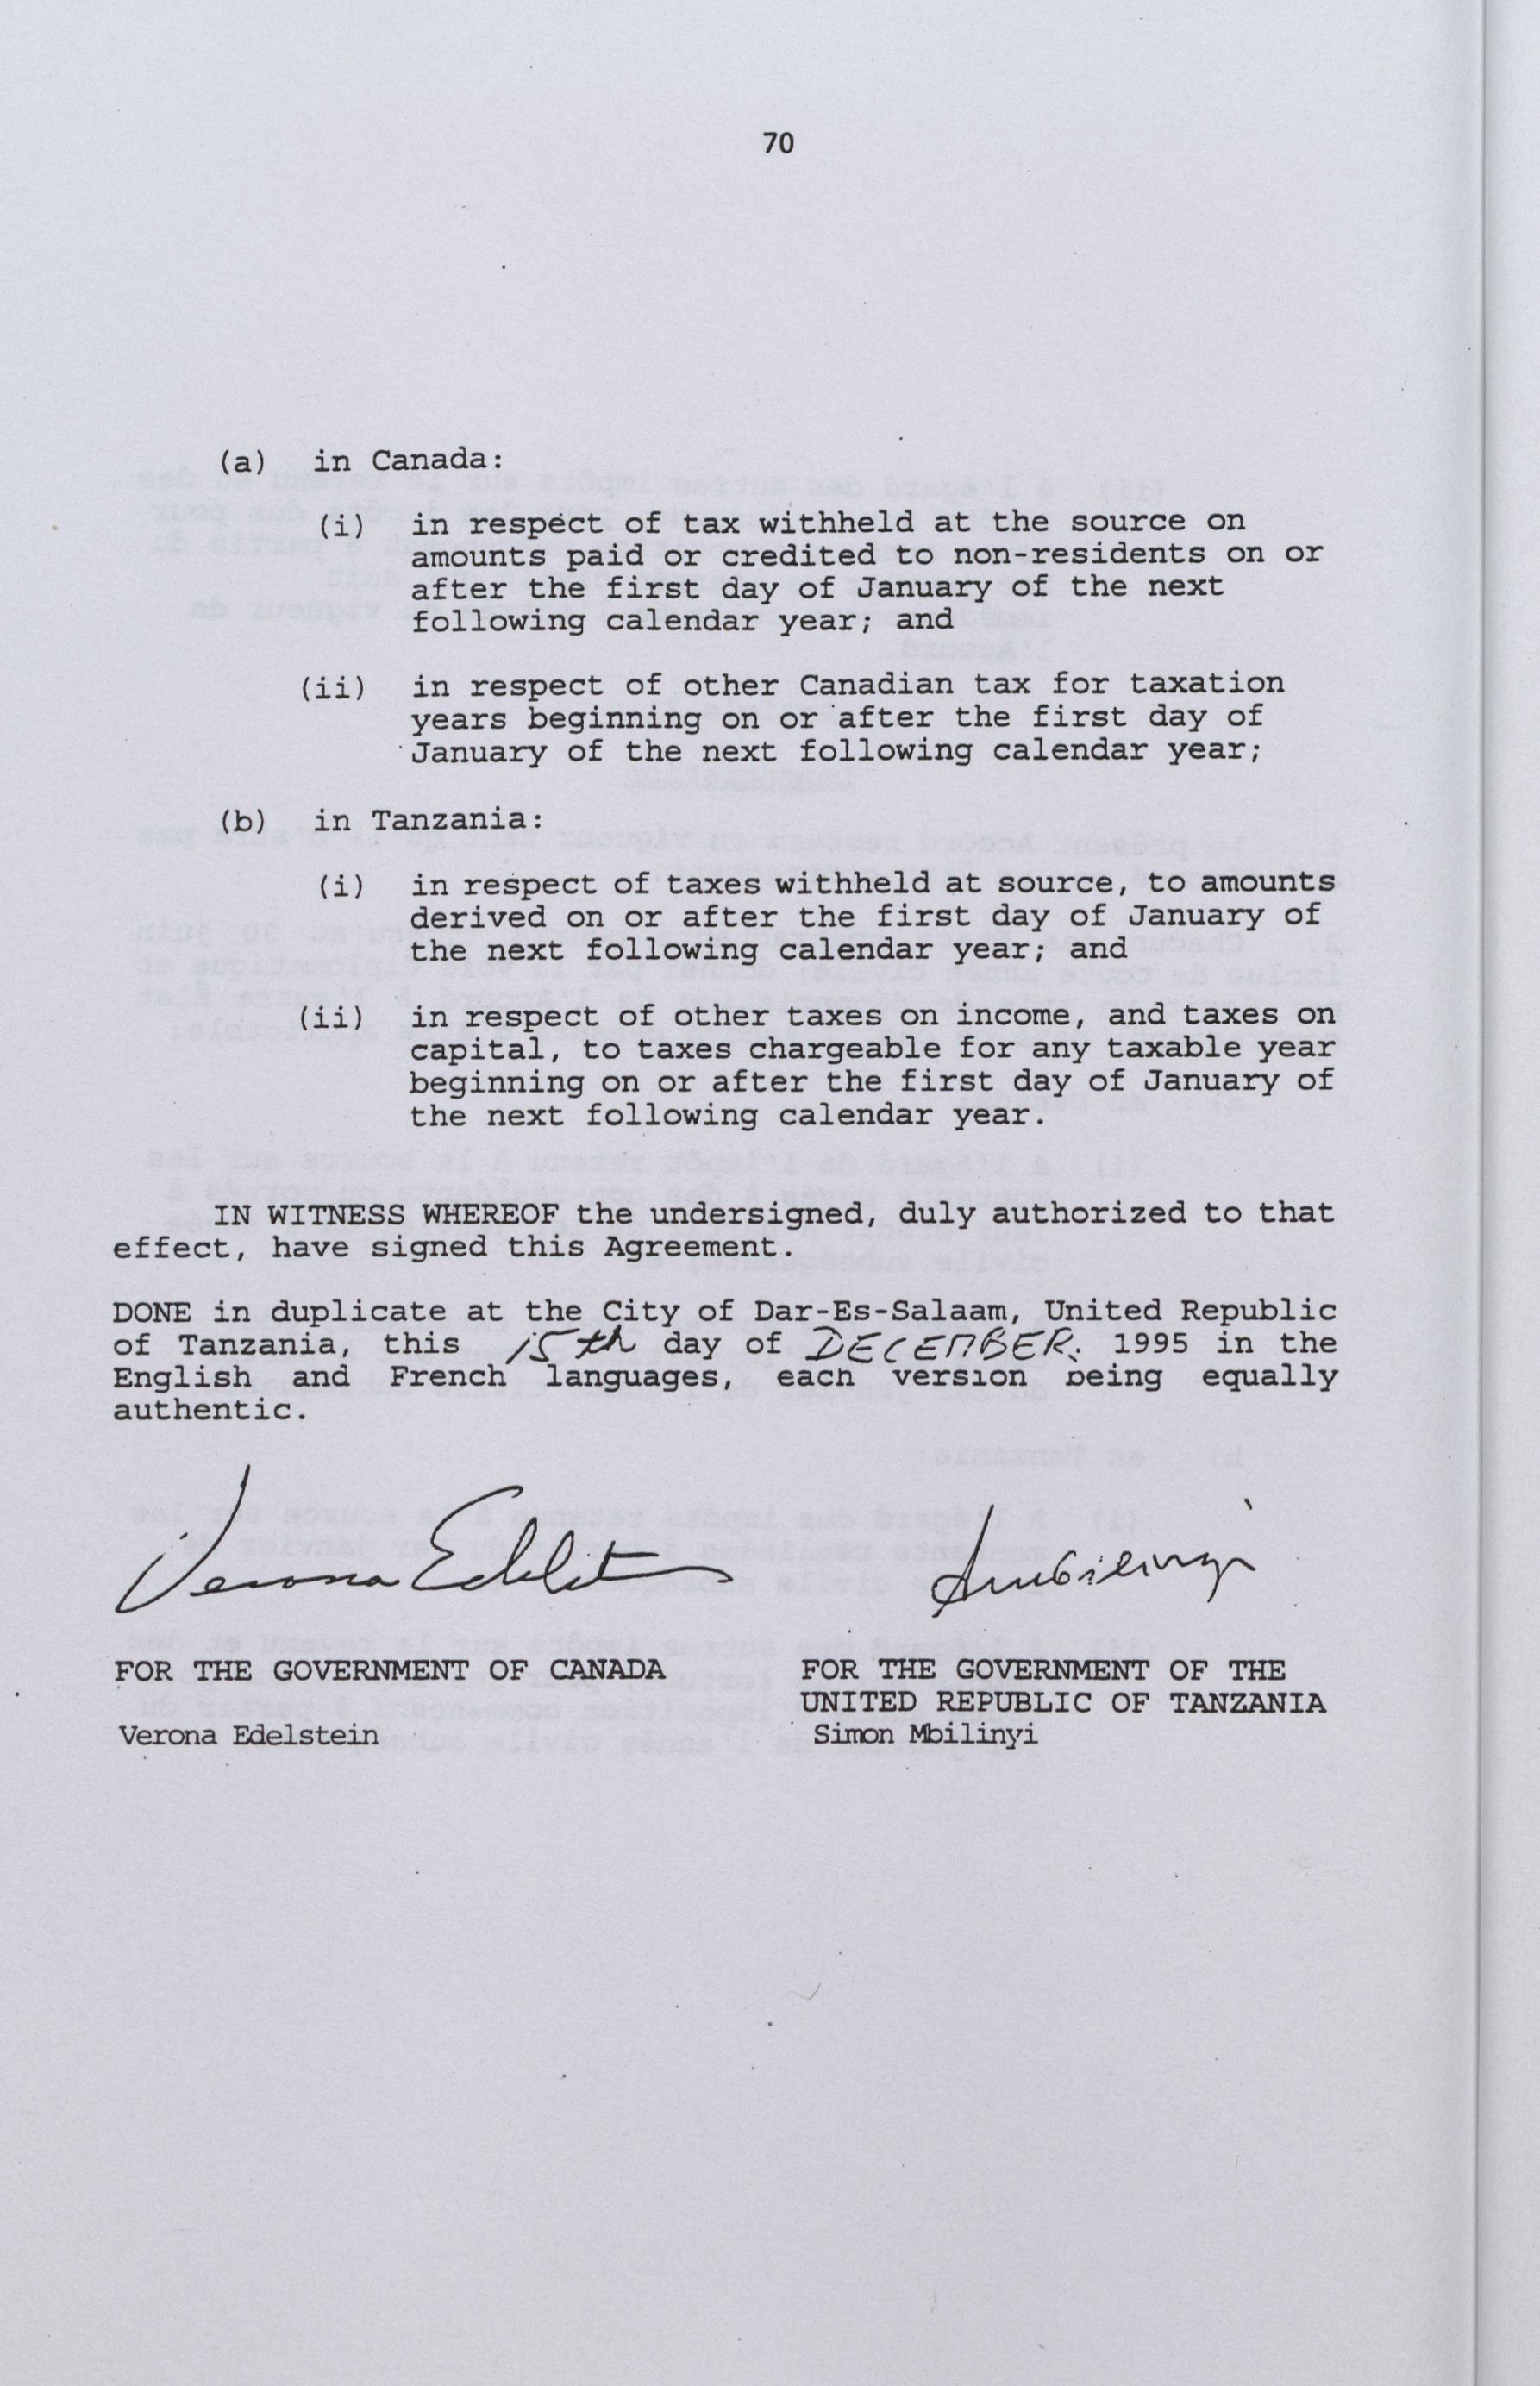 70
(a) in Canada:
(i) in respect of tax withheld at the source on
amounts paid or credited to non-residents on or
after the first day of January of the next
following calendar year; and
(ii) in respect of other Canadian tax for taxation
years beginning on or after the first day of
January of the next following calendar year;
(b) in Tanzania:
(i) in respect of taxes withheld at source, to amounts
derived on or after the first day of January of
the next following calendar year; and
(ii) in respect of other taxes on income, and taxes on
capital, to taxes chargeable for any taxable year
beginning on or after the first day of January of
the next following calendar year.
IN WITNESS WHEREOF the undersigned, duly authorized to that
effect, have signed this Agreement.
DONE in duplicate at the City of Dar-Es-Salaam, United Republic
of Tanzania, this 15th day of DECEMBER, 1995 in the
English and French languages, each version being equally
authentic.
Verona Edelstein
FOR THE GOVERNMENT OF CANADA FOR THE GOVERNMENT OF THE
UNITED REPUBLIC OF TANZANIA
Verona Edelstein Simon Mbilinyi